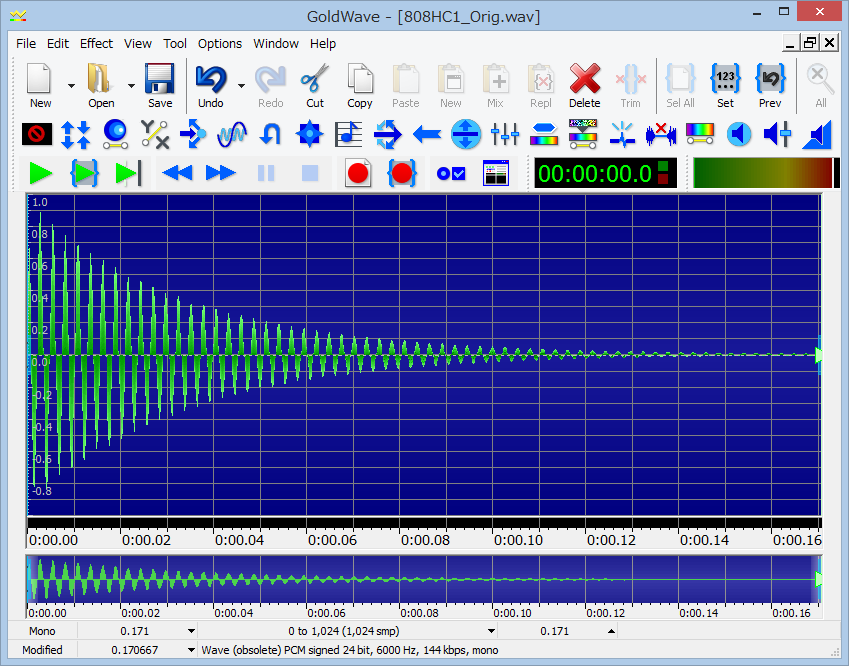 GoldWave - [808HC1_Orig.wav]
File Edit Effect View Tool Options Window Help
123
New Open Save Undo Redo Cut Copy Paste New Mix Repl Delete Trim Sel All Set Prev All
00:00:00.0
1.0
0.8
0.6
0.4
0.2
0.0
-0.2
-0.4
-0.6
-0.8
0:00.00 0:00.02 0:00.04 0:00.06 0:00.08 0:00.10 0:00.12 0:00.14 0:00.16
0:00.00 0:00.02 0:00.04 0:00.06 0:00.08 0:00.10 0:00.12 0:00.14 0:00.16
Mono 0.171 0 to 1,024 (1,024 smp) 0.171
Modified 0.170667 Wave (obsolete) PCM signed 24 bit, 6000 Hz, 144 kbps, mono